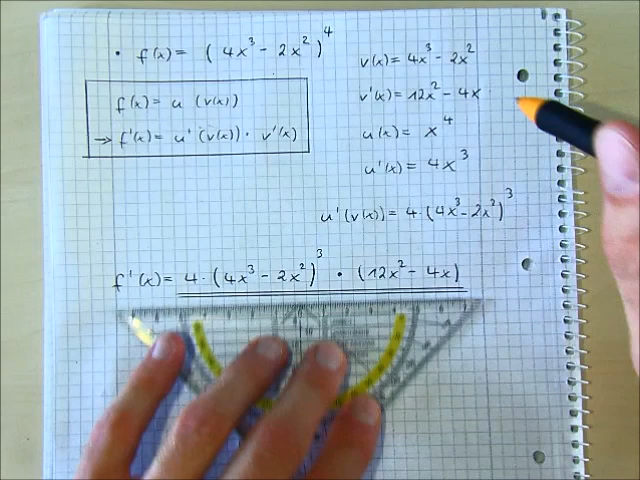 • f(x) = (4x³ - 2x²)⁴
f(x) = u (v(x))
→ f'(x) = u' (v(x)) · v'(x)
v(x) = 4x³ - 2x²
v'(x) = 12x² - 4x
u(x) = x⁴
u'(x) = 4x³
u'(v(x)) = 4·(4x³ - 2x²)³
f'(x) = 4·(4x³ - 2x²)³ · (12x² - 4x)